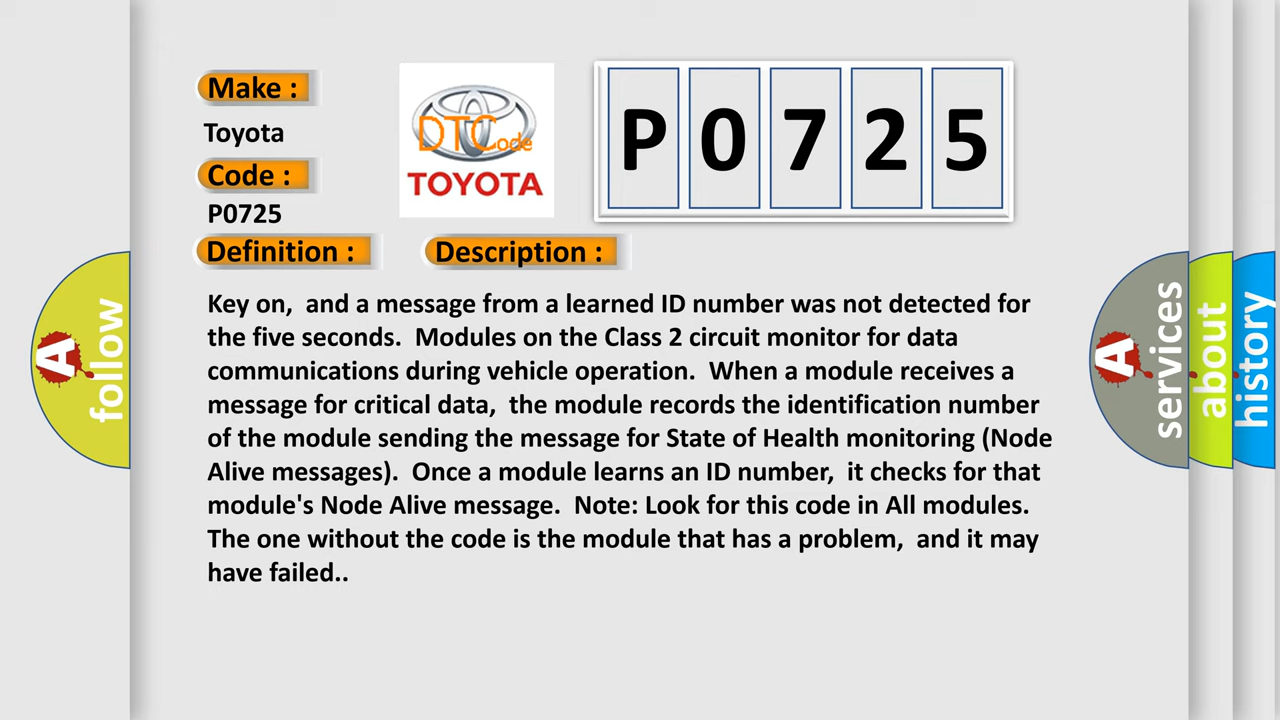 Make :
Toyota
Code :
P0725
Definition :
Description :
DTCode
TOYOTA
P0725
Key on,  and a message from a learned ID number was not detected for
the five seconds  Modules on the Class 2 circuit monitor for data
communications during vehicle operation  When a module receives a
message for critical data,  the module records the identification number
of the module sending the message for State of Health monitoring (Node
Alive messages)  Once a module learns an ID number,  it checks for that
module's Node Alive message  Note: Look for this code in All modules.
The one without the code is the module that has a problem,  and it may
have failed..
A follow
A services
about
history